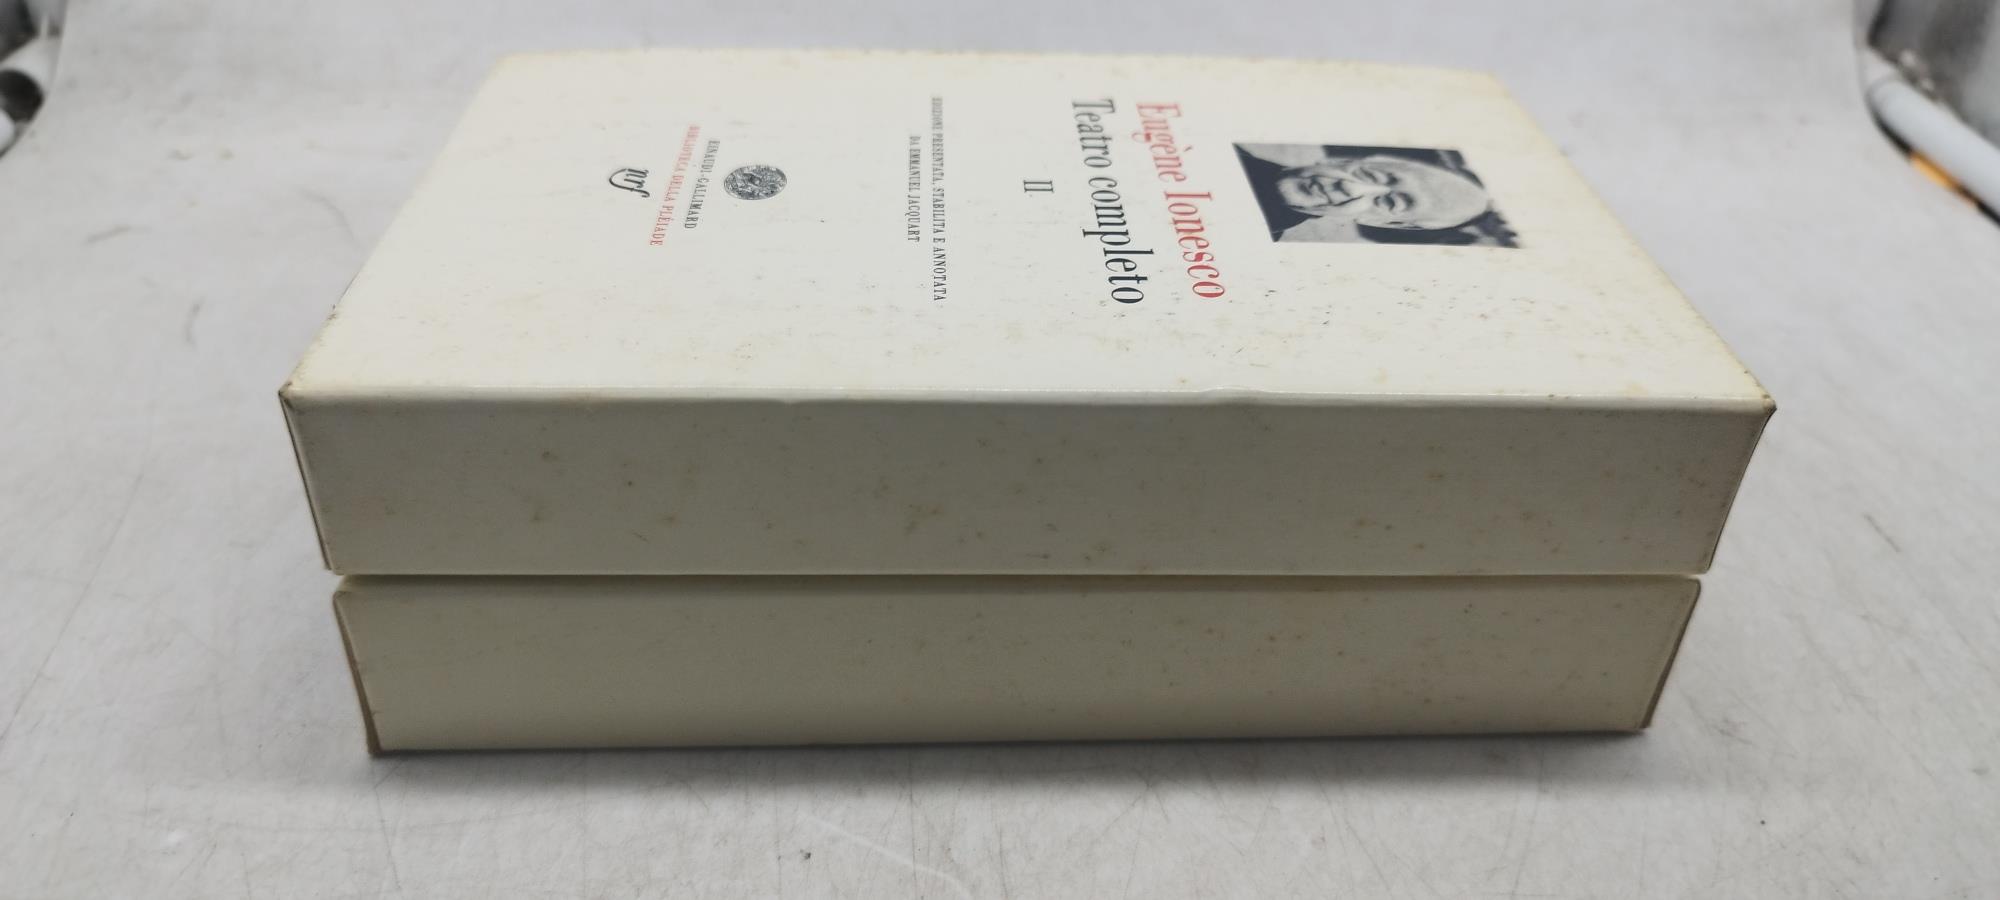 Eugène Ionesco
Teatro completo
II
EDIZIONE PRESENTATA, STABILITA E ANNOTATA
DA EMMANUEL JACQUART
EINAUDI-GALLIMARD
BIBLIOTECA DELLA PLÉIADE
nrf